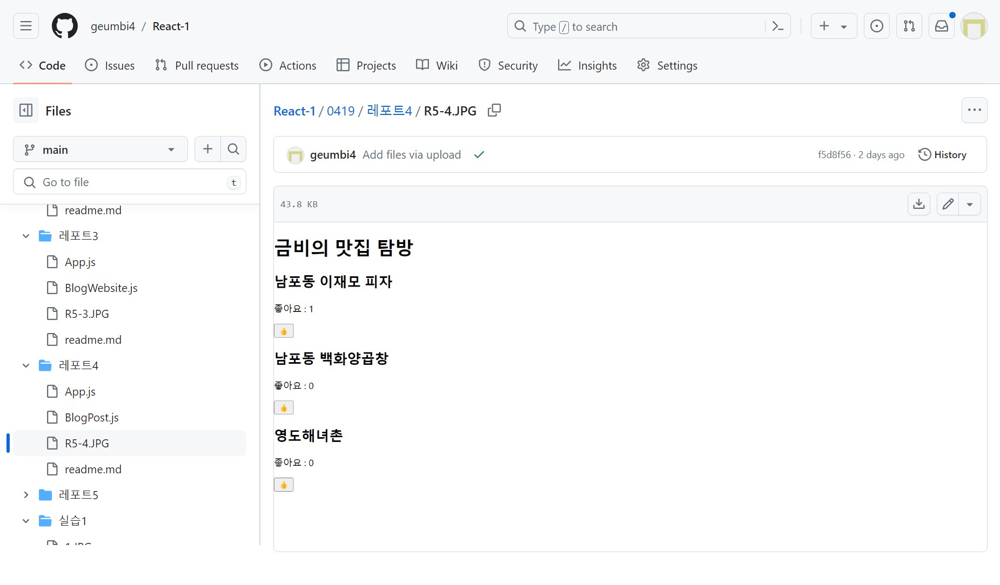 geumbi4 / React-1
Type / to search
Code Issues Pull requests Actions Projects Wiki Security Insights Settings
Files
main
Go to file t
readme.md
레포트3
App.js
BlogWebsite.js
R5-3.JPG
readme.md
레포트4
App.js
BlogPost.js
R5-4.JPG
readme.md
레포트5
실습1
1.JPG
React-1 / 0419 / 레포트4 / R5-4.JPG
geumbi4 Add files via upload
f5d8f56 · 2 days ago History
43.8 KB
금비의 맛집 탐방
남포동 이재모 피자
좋아요 : 1
남포동 백화양곱창
좋아요 : 0
영도해녀촌
좋아요 : 0